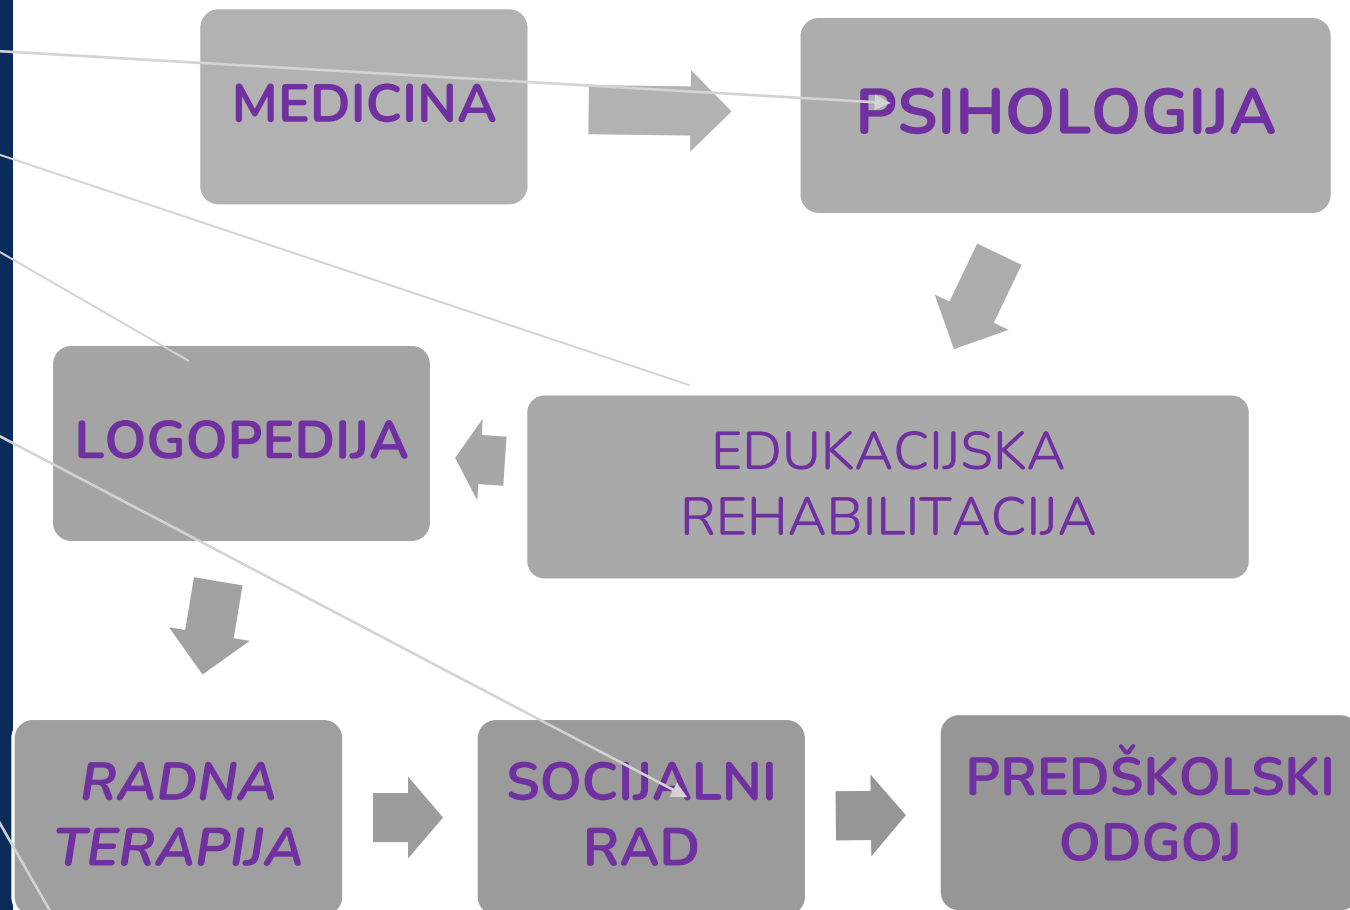 MEDICINA
PSIHOLOGIJA
EDUKACIJSKA
REHABILITACIJA
LOGOPEDIJA
RADNA
TERAPIJA
SOCIJALNI
RAD
PREDŠKOLSKI
ODGOJ